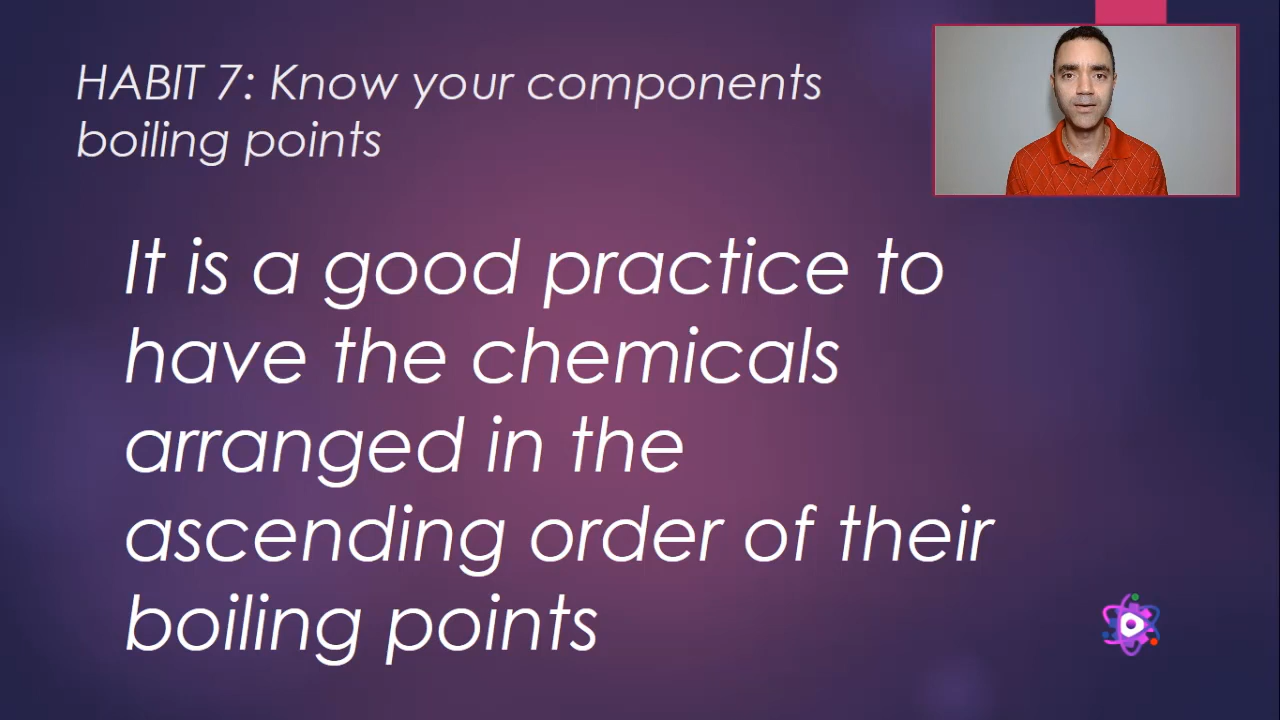 HABIT 7: Know your components
boiling points
It is a good practice to
have the chemicals
arranged in the
ascending order of their
boiling points